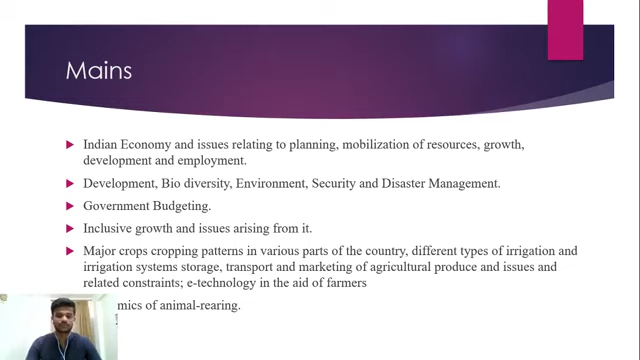 Mains
Indian Economy and issues relating to planning, mobilization of resources, growth,
development and employment.
Development, Bio diversity, Environment, Security and Disaster Management.
Government Budgeting.
Inclusive growth and issues arising from it.
Major crops cropping patterns in various parts of the country, different types of irrigation and
irrigation systems storage, transport and marketing of agricultural produce and issues and
related constraints; e-technology in the aid of farmers
of animal-rearing.